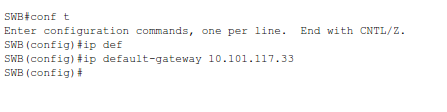 SWB#conf t
Enter configuration commands, one per line.  End with CNTL/Z.
SWB(config)#ip def
SWB(config)#ip default-gateway 10.101.117.33
SWB(config)#